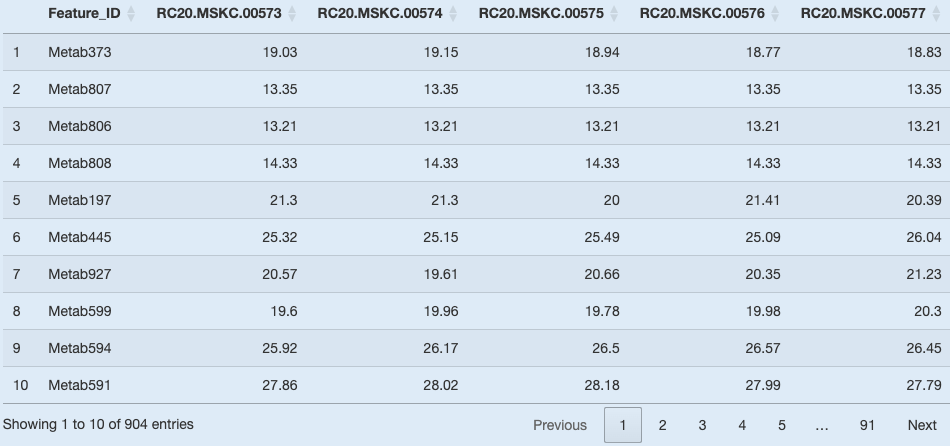 Feature_ID RC20.MSKC.00573 RC20.MSKC.00574 RC20.MSKC.00575 RC20.MSKC.00576 RC20.MSKC.00577
1 Metab373 19.03 19.15 18.94 18.77 18.83
2 Metab807 13.35 13.35 13.35 13.35 13.35
3 Metab806 13.21 13.21 13.21 13.21 13.21
4 Metab808 14.33 14.33 14.33 14.33 14.33
5 Metab197 21.3 21.3 20 21.41 20.39
6 Metab445 25.32 25.15 25.49 25.09 26.04
7 Metab927 20.57 19.61 20.66 20.35 21.23
8 Metab599 19.6 19.96 19.78 19.98 20.3
9 Metab594 25.92 26.17 26.5 26.57 26.45
10 Metab591 27.86 28.02 28.18 27.99 27.79
Showing 1 to 10 of 904 entries Previous 1 2 3 4 5 … 91 Next